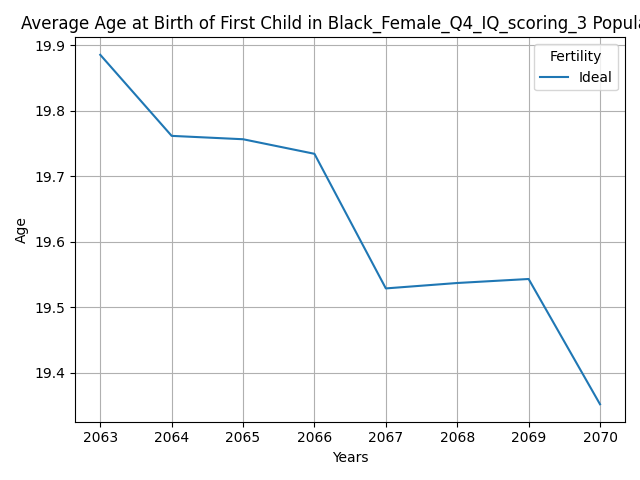 Average Age at Birth of First Child in Black_Female_Q4_IQ_scoring_3 Popula
19.9
Fertility
Ideal
19.8
19.7
19.6
19.5
19.4
Age
2063 2064 2065 2066 2067 2068 2069 2070
Years